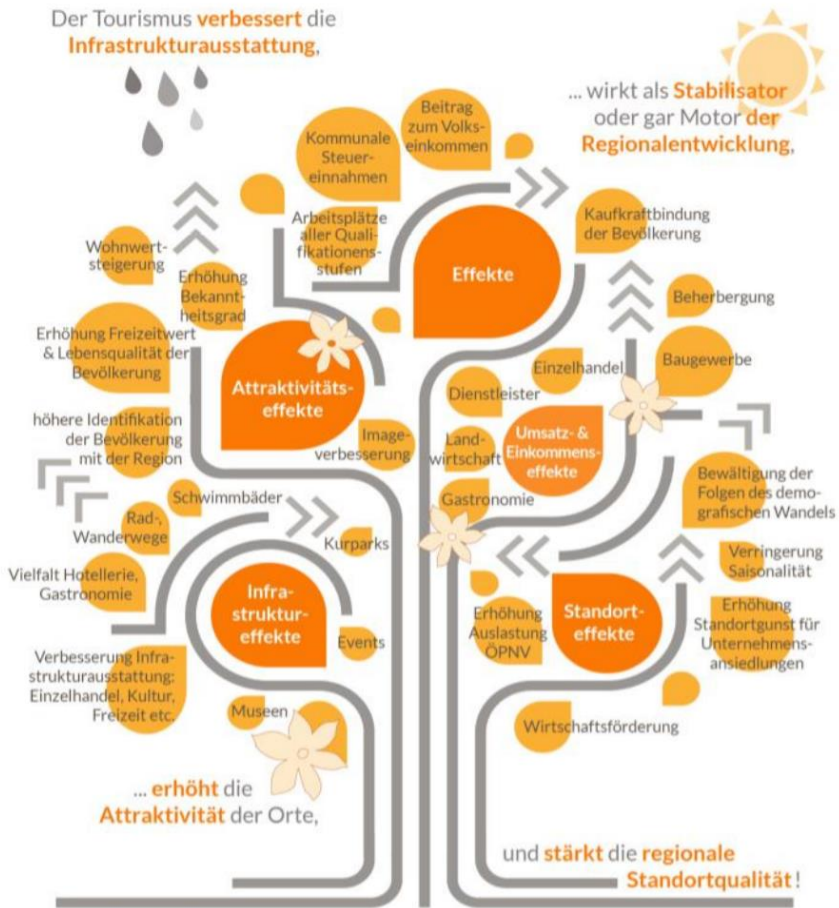 Der Tourismus verbessert die
Infrastrukturausstattung,
... wirkt als Stabilisator
oder gar Motor der
Regionalentwicklung,
Beitrag
zum Volks-
einkommen
Kommunale
Steuer-
einnahmen
Arbeitsplätze
aller Quali-
fikationens-
stufen
Effekte
Kaufkraftbindung
der Bevölkerung
Wohnwert-
steigerung
Erhöhung
Bekannt-
heitsgrad
Erhöhung Freizeitwert
& Lebensqualität der
Bevölkerung
Attraktivitäts-
effekte
höhere Identifikation
der Bevölkerung
mit der Region
Image-
verbesserung
Beherbergung
Baugewerbe
Einzelhandel
Dienstleister
Umsatz- &
Einkommens-
effekte
Land-
wirtschaft
Gastronomie
Schwimmbäder
Rad-,
Wanderwege
Kurparks
Vielfalt Hotellerie,
Gastronomie
Infra-
struktur-
effekte
Events
Verbesserung Infra-
strukturausstattung:
Einzelhandel, Kultur,
Freizeit etc.
Museen
Bewältigung der
Folgen des demo-
grafischen Wandels
Verringerung
Saisonalität
Erhöhung
Auslastung
ÖPNV
Standort-
effekte
Erhöhung
Standortgunst für
Unternehmens-
ansiedlungen
Wirtschaftsförderung
... erhöht die
Attraktivität der Orte,
und stärkt die regionale
Standortqualität!